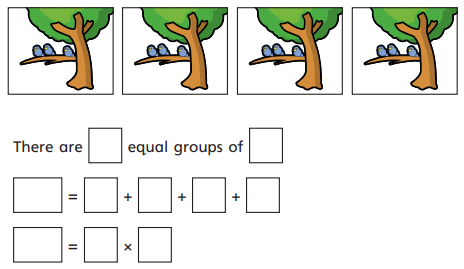 There are equal groups of
= + + +
= ×